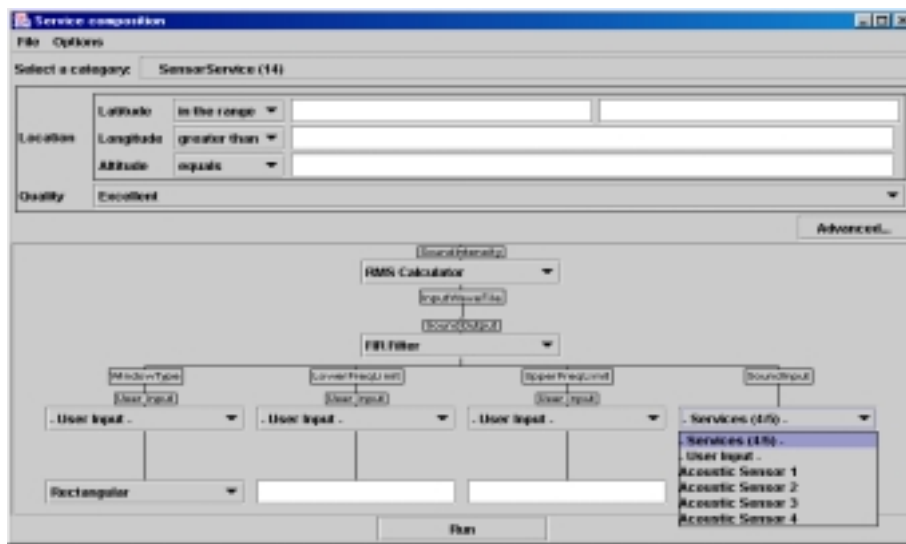 Service composition
File Options
Select a category: SensorService (14)
Location
Latitude in the range
Longitude greater than
Altitude equals
Quality Excellent
Advanced...
SoundIntensity
RMS Calculator
InputWaveFile
SoundOutput
FIR Filter
WindowType LowerFreqLimit UpperFreqLimit SoundInput
User_Input User_Input User_Input
- User Input - - User Input - - User Input - - Services (4/5) -
- Services (4/5) -
- User Input -
Acoustic Sensor 1
Acoustic Sensor 2
Acoustic Sensor 3
Acoustic Sensor 4
Rectangular
Run